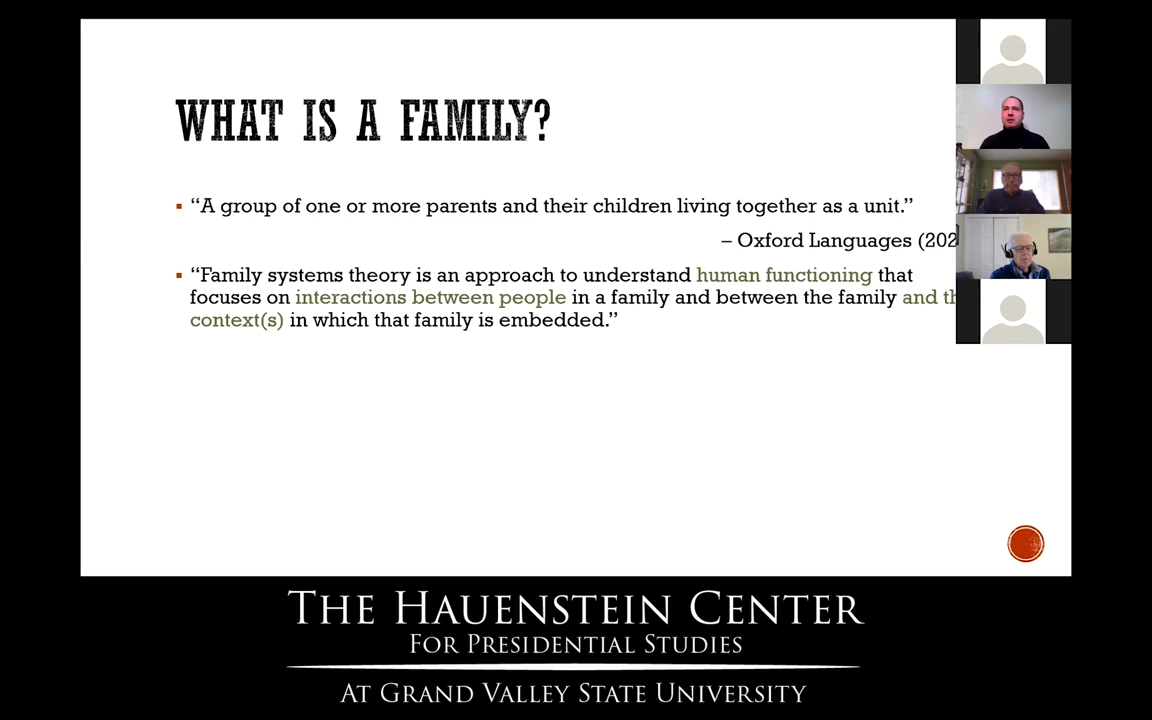 WHAT IS A FAMILY?
▪ “A group of one or more parents and their children living together as a unit.”
– Oxford Languages (202
▪ “Family systems theory is an approach to understand human functioning that
focuses on interactions between people in a family and between the family and th
context(s) in which that family is embedded.”
THE HAUENSTEIN CENTER
FOR PRESIDENTIAL STUDIES
AT GRAND VALLEY STATE UNIVERSITY